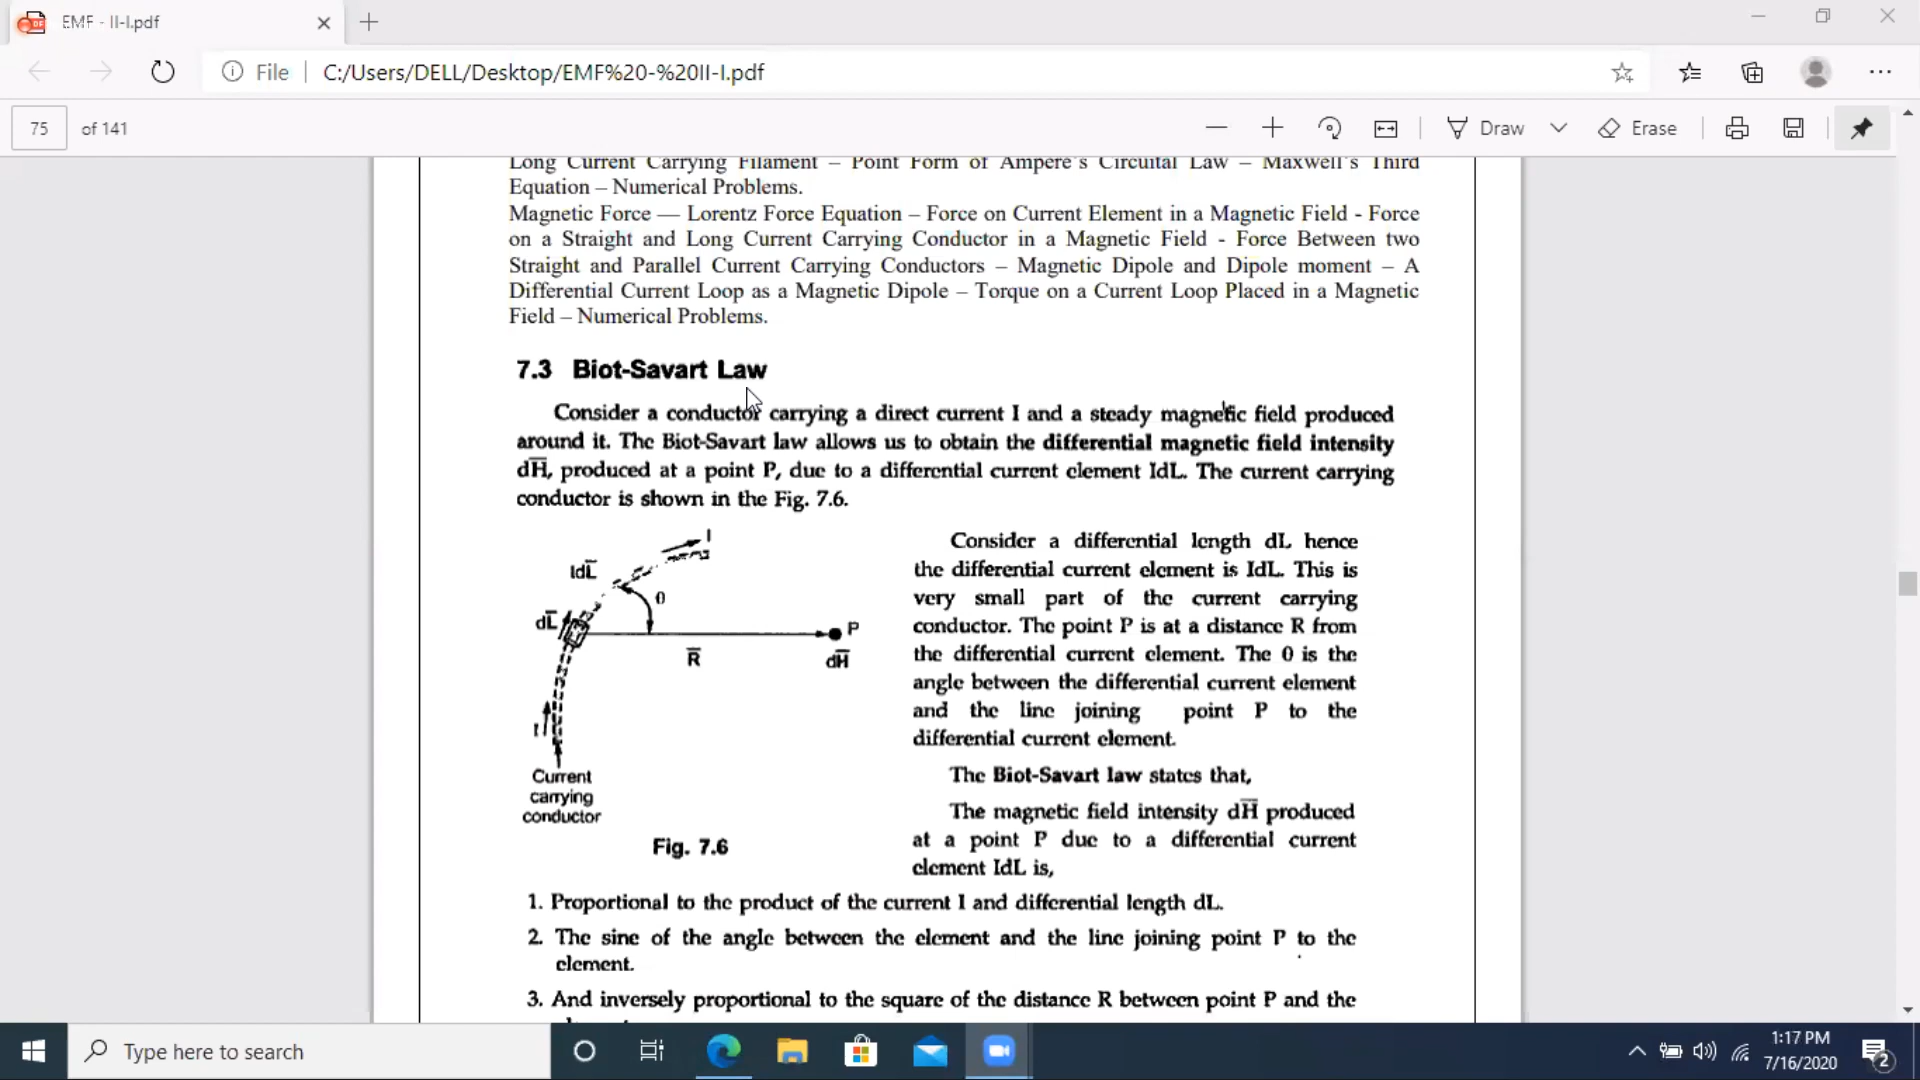 EMF - II-I.pdf
File
C:/Users/DELL/Desktop/EMF%20-%20II-I.pdf
75
of 141
Draw
Erase
Long Current Carrying Filament – Point Form of Ampere's Circuital Law – Maxwell's Third
Equation – Numerical Problems.
Magnetic Force — Lorentz Force Equation – Force on Current Element in a Magnetic Field - Force
on a Straight and Long Current Carrying Conductor in a Magnetic Field - Force Between two
Straight and Parallel Current Carrying Conductors – Magnetic Dipole and Dipole moment – A
Differential Current Loop as a Magnetic Dipole – Torque on a Current Loop Placed in a Magnetic
Field – Numerical Problems.
7.3 Biot-Savart Law
Consider a conductor carrying a direct current I and a steady magnetic field produced
around it. The Biot-Savart law allows us to obtain the differential magnetic field intensity
dH̅, produced at a point P, due to a differential current element IdL. The current carrying
conductor is shown in the Fig. 7.6.
I
IdL̅
θ
dL̅
P
R̅
dH̅
I
Current
carrying
conductor
Fig. 7.6
Consider a differential length dL hence
the differential current element is IdL. This is
very small part of the current carrying
conductor. The point P is at a distance R from
the differential current element. The θ is the
angle between the differential current element
and the line joining point P to the
differential current element.
The Biot-Savart law states that,
The magnetic field intensity dH̅ produced
at a point P due to a differential current
element IdL is,
1. Proportional to the product of the current I and differential length dL.
2. The sine of the angle between the element and the line joining point P to the
element.
3. And inversely proportional to the square of the distance R between point P and the
Type here to search
1:17 PM
7/16/2020
2